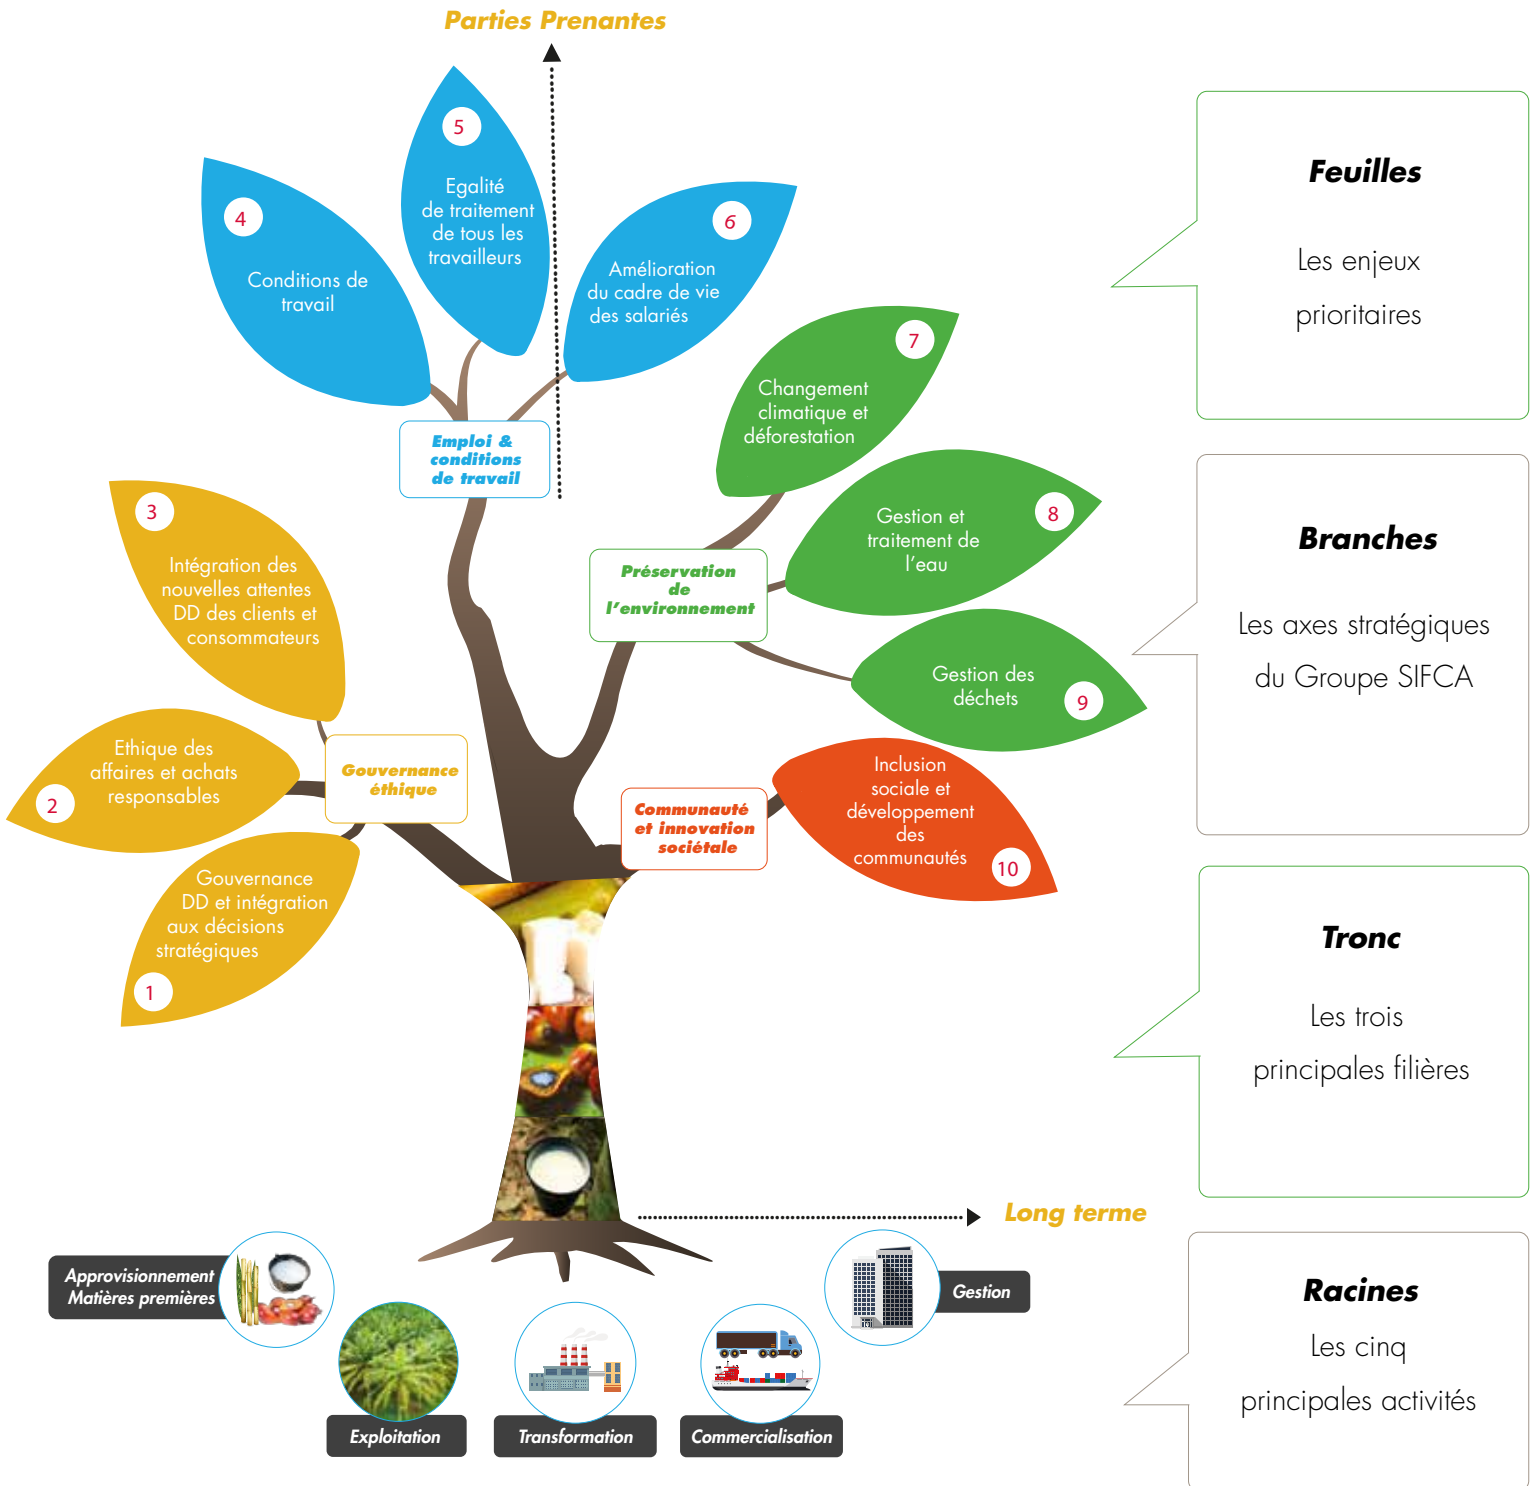 Parties Prenantes
5
Egalité
de traitement
de tous les
travailleurs
4
Conditions de
travail
6
Amélioration
du cadre de vie
des salariés
Emploi &
conditions
de travail
7
Changement
climatique et
déforestation
8
Gestion et
traitement de
l'eau
Préservation
de
l'environnement
Gestion des
déchets
9
3
Intégration des
nouvelles attentes
DD des clients et
consommateurs
Ethique des
affaires et achats
responsables
2
Gouvernance
éthique
Gouvernance
DD et intégration
aux décisions
stratégiques
1
Communauté
et innovation
sociétale
Inclusion
sociale et
développement
des
communautés
10
Long terme
Approvisionnement
Matières premières
Exploitation
Transformation
Commercialisation
Gestion
Feuilles
Les enjeux
prioritaires
Branches
Les axes stratégiques
du Groupe SIFCA
Tronc
Les trois
principales filières
Racines
Les cinq
principales activités